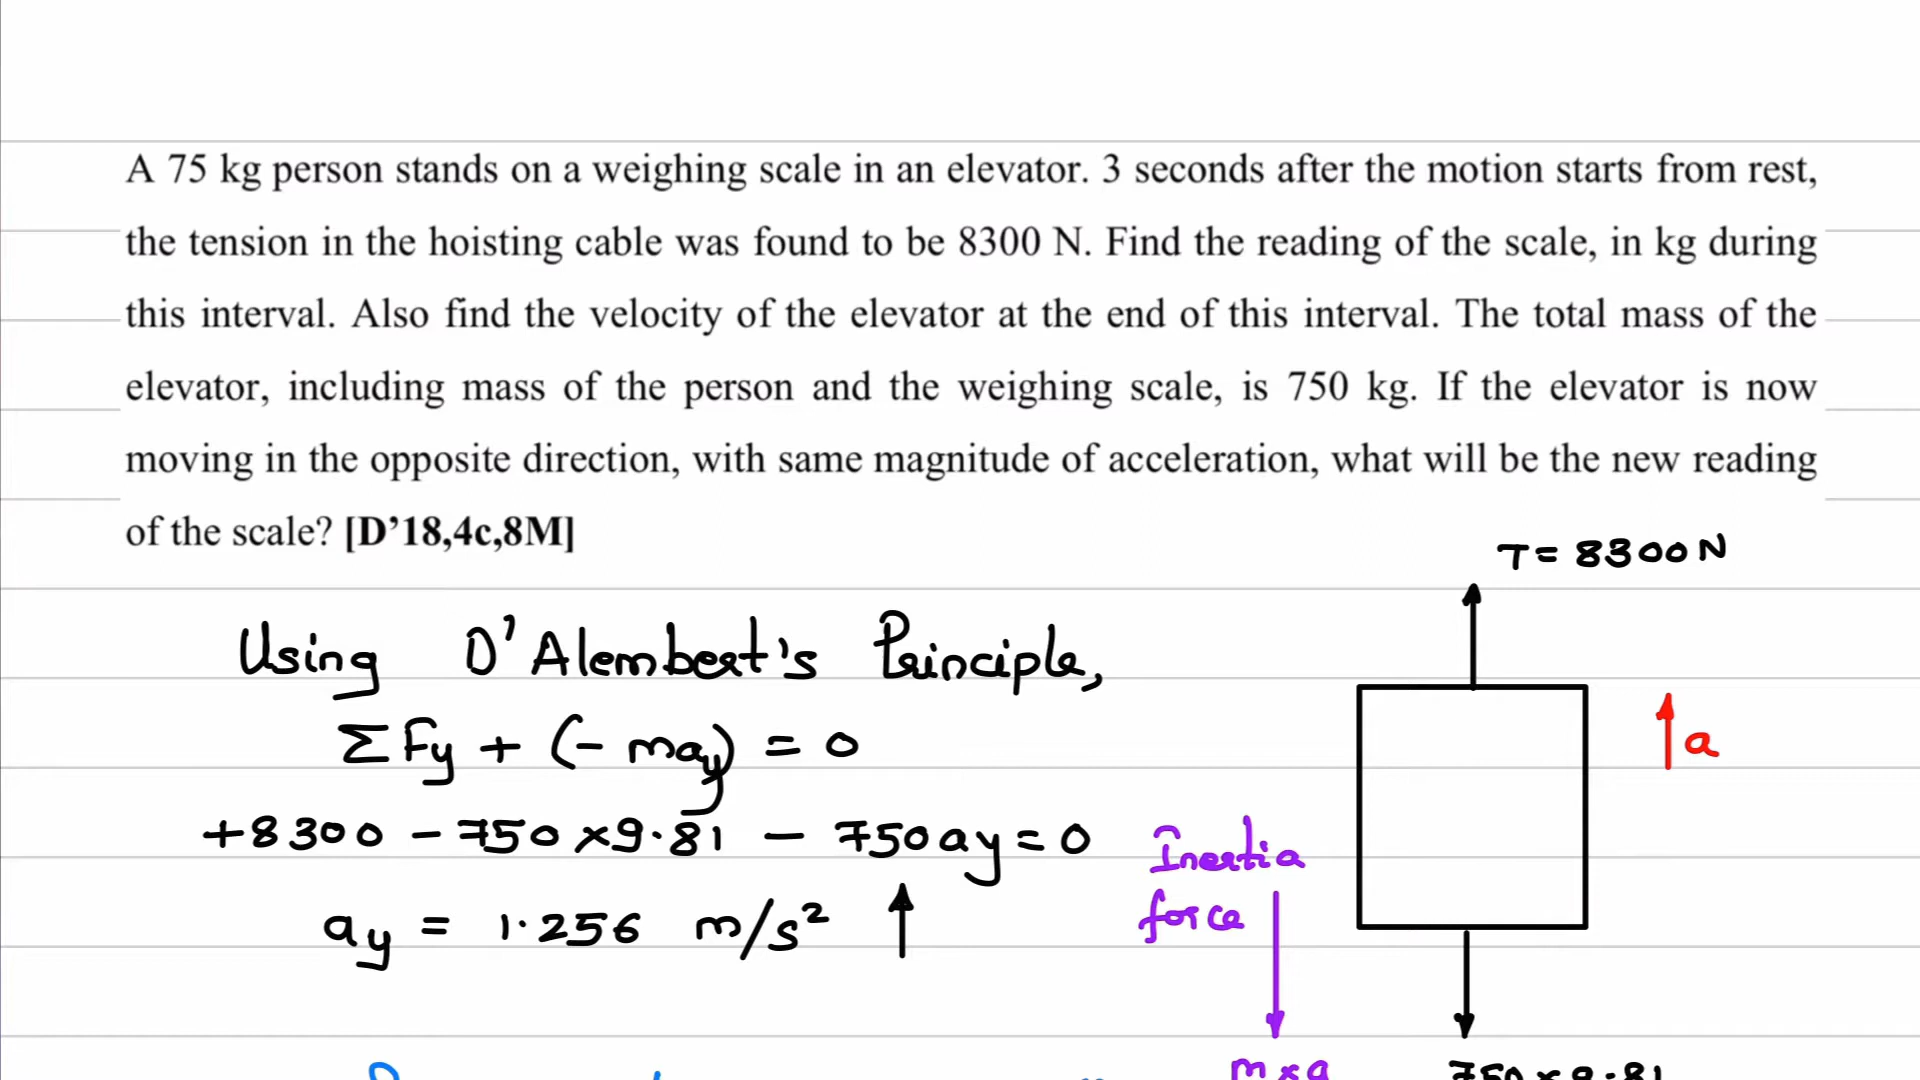 A 75 kg person stands on a weighing scale in an elevator. 3 seconds after the motion starts from rest,
the tension in the hoisting cable was found to be 8300 N. Find the reading of the scale, in kg during
this interval. Also find the velocity of the elevator at the end of this interval. The total mass of the
elevator, including mass of the person and the weighing scale, is 750 kg. If the elevator is now
moving in the opposite direction, with same magnitude of acceleration, what will be the new reading
of the scale? [D’18,4c,8M]
T = 8300 N
Using D'Alembert's Principle,
ΣFy + (- may) = 0
a
+8300 - 750 x9.81 - 750ay = 0
Inertia
force
ay = 1.256 m/s² ↑
m x a
750 x 9.81